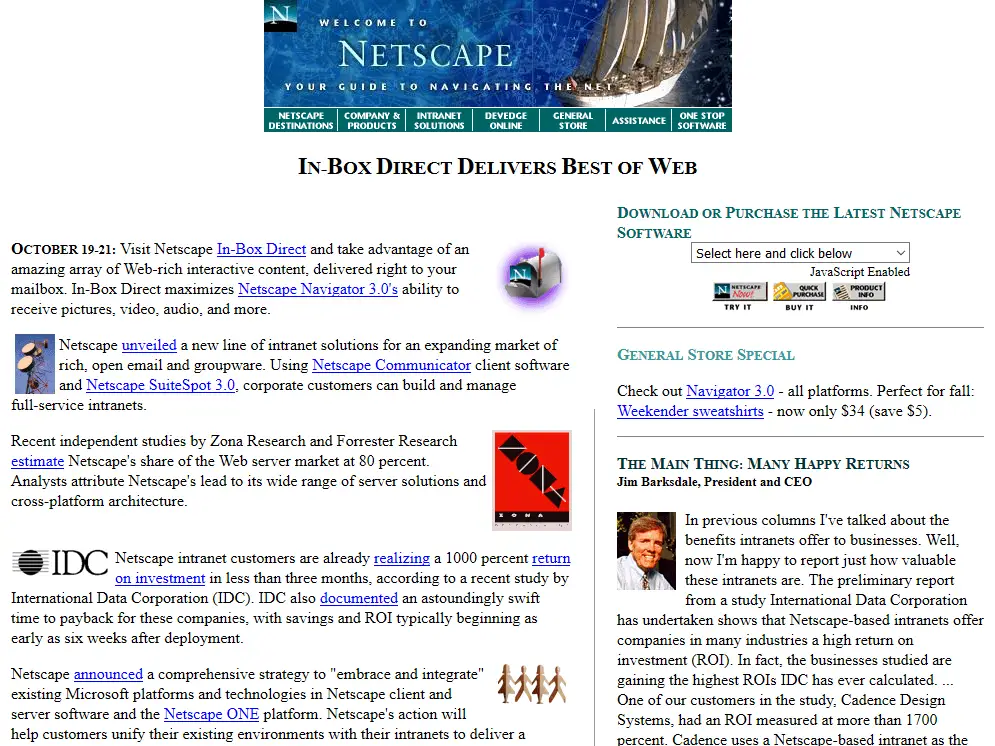 N
WELCOME TO
NETSCAPE
YOUR GUIDE TO NAVIGATING THE NET
NETSCAPE DESTINATIONS
COMPANY & PRODUCTS
INTRANET SOLUTIONS
DEVEDGE ONLINE
GENERAL STORE
ASSISTANCE
ONE STOP SOFTWARE
IN-BOX DIRECT DELIVERS BEST OF WEB
OCTOBER 19-21: Visit Netscape In-Box Direct and take advantage of an
amazing array of Web-rich interactive content, delivered right to your
mailbox. In-Box Direct maximizes Netscape Navigator 3.0's ability to
receive pictures, video, audio, and more.
N
Netscape unveiled a new line of intranet solutions for an expanding market of
rich, open email and groupware. Using Netscape Communicator client software
and Netscape SuiteSpot 3.0, corporate customers can build and manage
full-service intranets.
Recent independent studies by Zona Research and Forrester Research
estimate Netscape's share of the Web server market at 80 percent.
Analysts attribute Netscape's lead to its wide range of server solutions and
cross-platform architecture.
ZONA
ZONA
IDC
Netscape intranet customers are already realizing a 1000 percent return
on investment in less than three months, according to a recent study by
International Data Corporation (IDC). IDC also documented an astoundingly swift
time to payback for these companies, with savings and ROI typically beginning as
early as six weeks after deployment.
Netscape announced a comprehensive strategy to "embrace and integrate"
existing Microsoft platforms and technologies in Netscape client and
server software and the Netscape ONE platform. Netscape's action will
help customers unify their existing environments with their intranets to deliver a
DOWNLOAD OR PURCHASE THE LATEST NETSCAPE
SOFTWARE
Select here and click below
JavaScript Enabled
N NETSCAPE Now!
QUICK PURCHASE
PRODUCT INFO
TRY IT
BUY IT
INFO
GENERAL STORE SPECIAL
Check out Navigator 3.0 - all platforms. Perfect for fall:
Weekender sweatshirts - now only $34 (save $5).
THE MAIN THING: MANY HAPPY RETURNS
Jim Barksdale, President and CEO
In previous columns I've talked about the
benefits intranets offer to businesses. Well,
now I'm happy to report just how valuable
these intranets are. The preliminary report
from a study International Data Corporation
has undertaken shows that Netscape-based intranets offer
companies in many industries a high return on
investment (ROI). In fact, the businesses studied are
gaining the highest ROIs IDC has ever calculated. ...
One of our customers in the study, Cadence Design
Systems, had an ROI measured at more than 1700
percent. Cadence uses a Netscape-based intranet as the